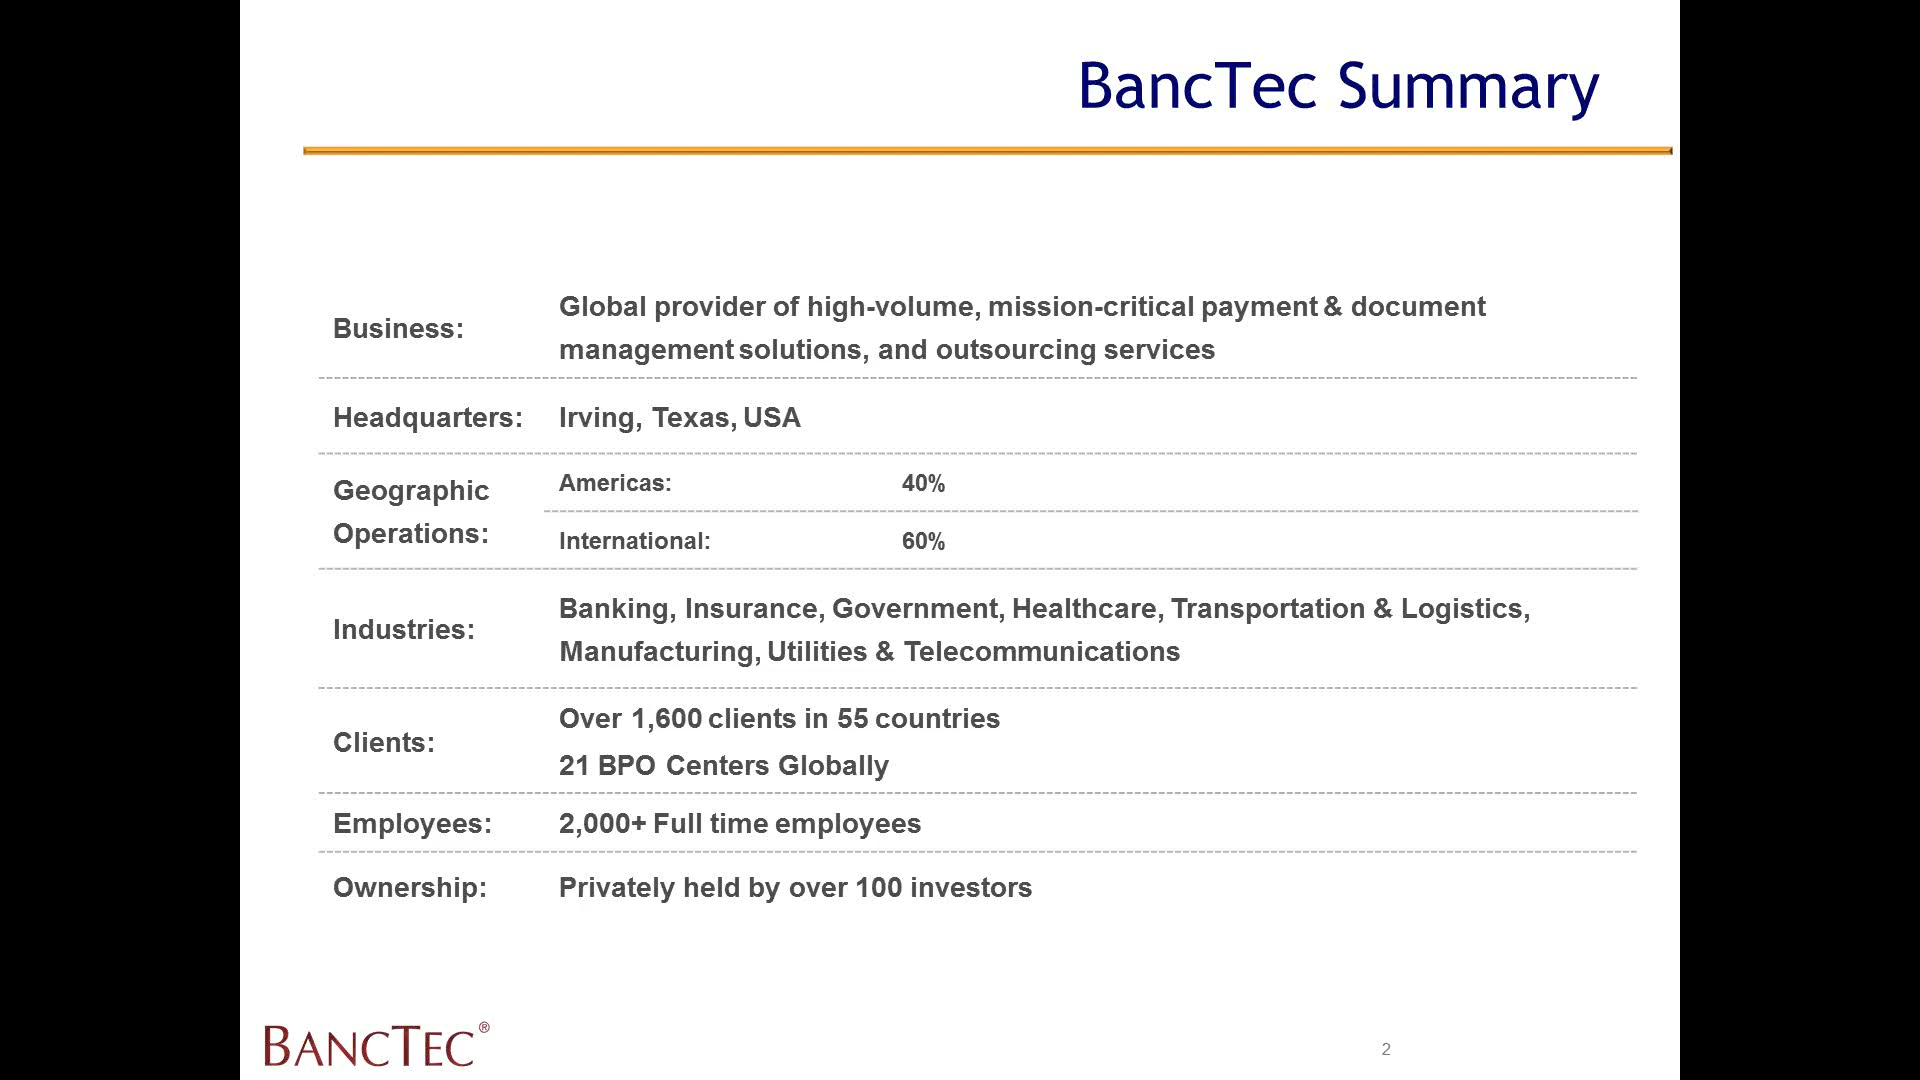 BancTec Summary
Business:
Global provider of high-volume, mission-critical payment & document
management solutions, and outsourcing services
Headquarters:
Irving, Texas, USA
Geographic
Operations:
Americas:
40%
International:
60%
Industries:
Banking, Insurance, Government, Healthcare, Transportation & Logistics,
Manufacturing, Utilities & Telecommunications
Clients:
Over 1,600 clients in 55 countries
21 BPO Centers Globally
Employees:
2,000+ Full time employees
Ownership:
Privately held by over 100 investors
BANCTEC®
2